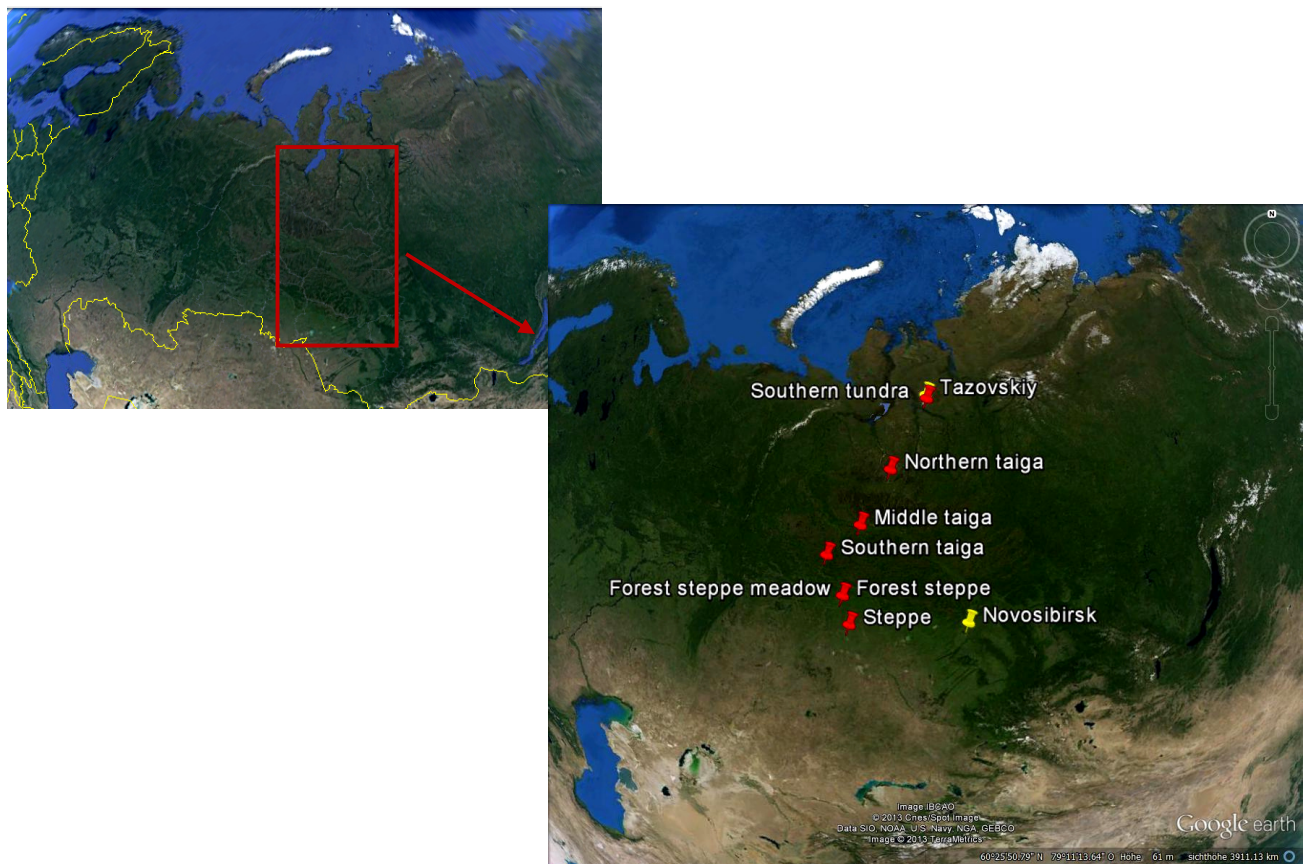 N
Southern tundra
Tazovskiy
Northern taiga
Middle taiga
Southern taiga
Forest steppe meadow
Forest steppe
Steppe
Novosibirsk
Image IBCAO
© 2013 Cnes/Spot Image
Data SIO, NOAA, U.S. Navy, NGA, GEBCO
Image © 2013 TerraMetrics
Google earth
60°25'50.79" N 79°11'13.64" O Höhe 61 m sichthöhe 3911.13 km